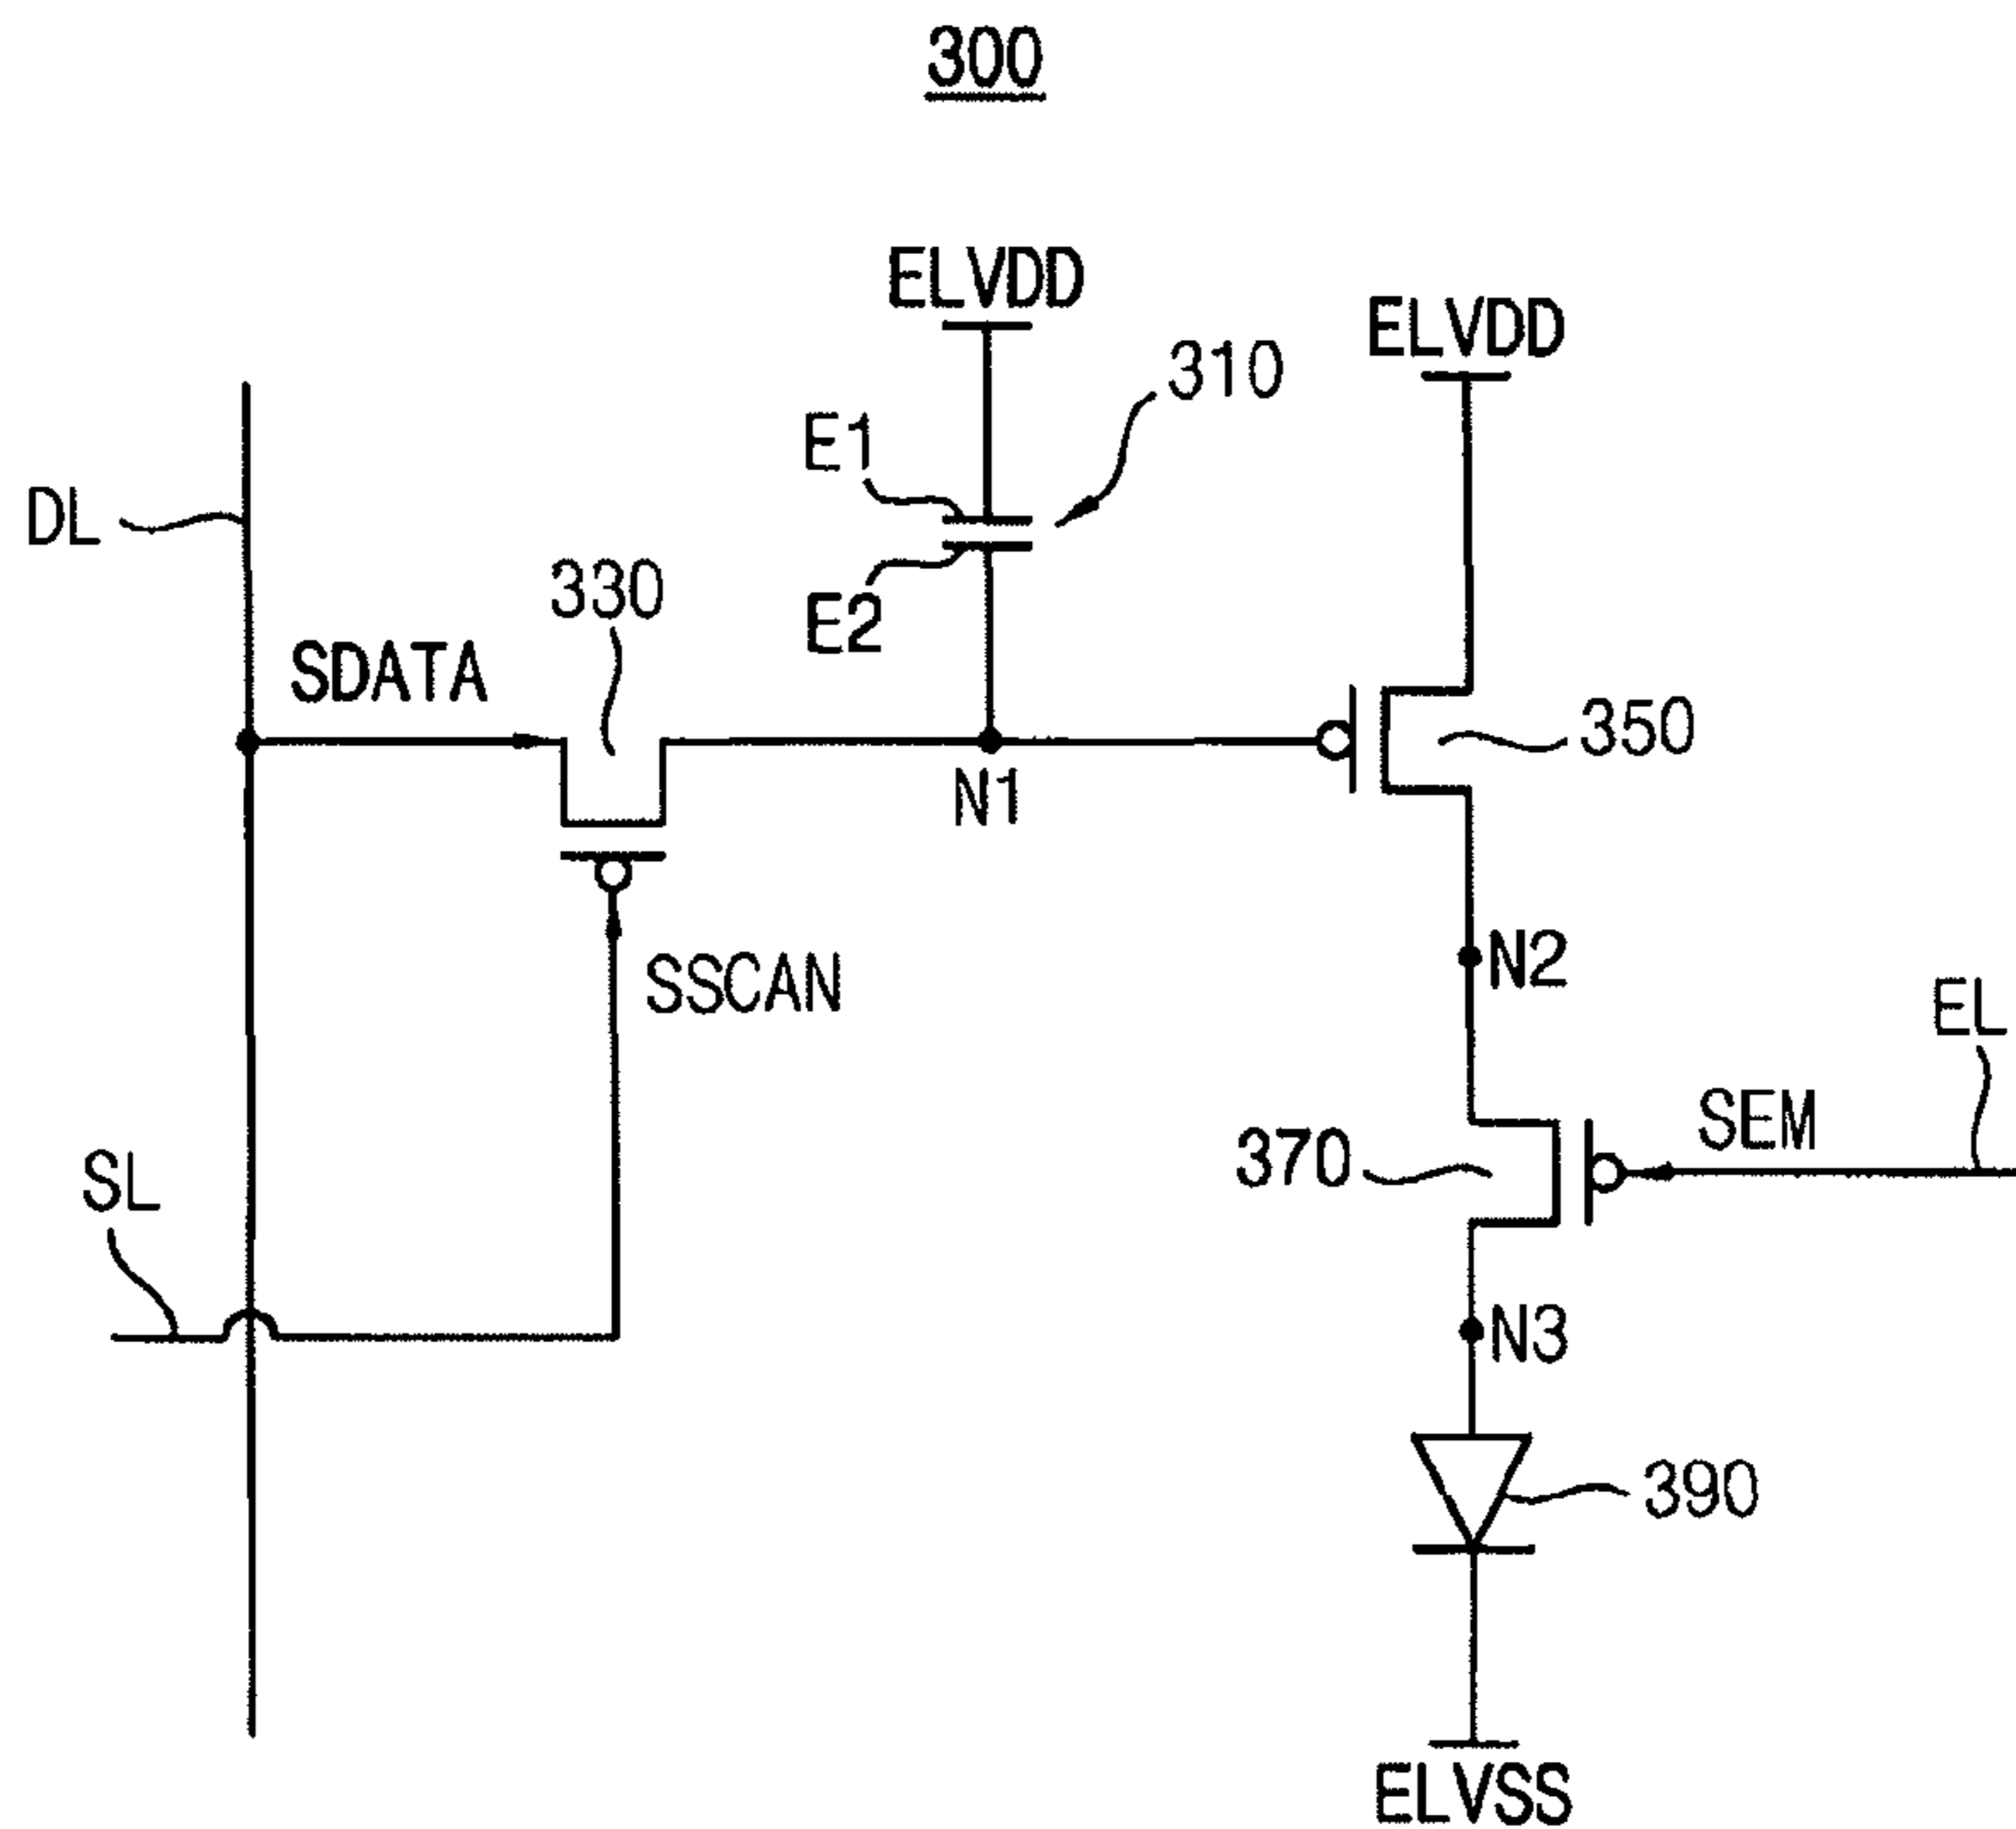 300
ELVDD
ELVDD
310
E1
DL
330
E2
SDATA
350
N1
N2
SSCAN
EL
SEM
370
SL
N3
390
ELVSS